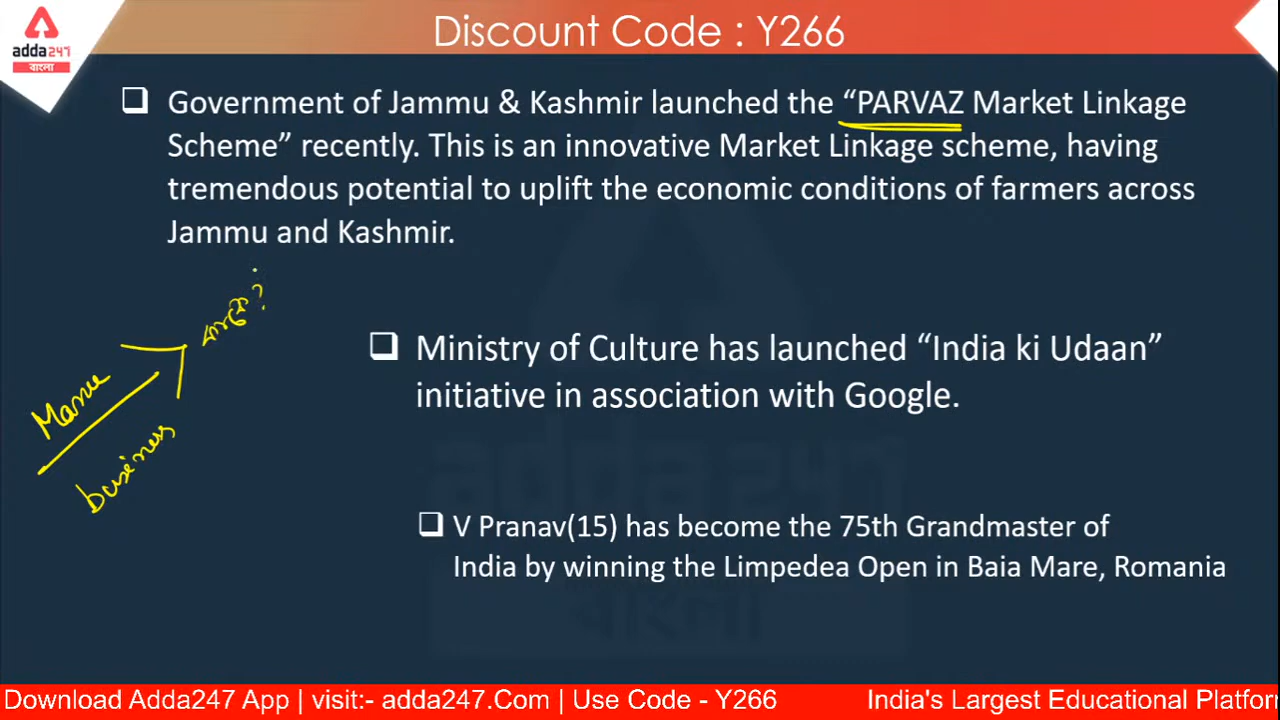 Discount Code : Y266
adda247
বাংলা
❑ Government of Jammu & Kashmir launched the “PARVAZ Market Linkage
Scheme” recently. This is an innovative Market Linkage scheme, having
tremendous potential to uplift the economic conditions of farmers across
Jammu and Kashmir.
❑ Ministry of Culture has launched “India ki Udaan”
initiative in association with Google.
business
❑ V Pranav(15) has become the 75th Grandmaster of
India by winning the Limpedea Open in Baia Mare, Romania
adda247
বাংলা
Download Adda247 App | visit:- adda247.Com | Use Code - Y266
India's Largest Educational Platfor